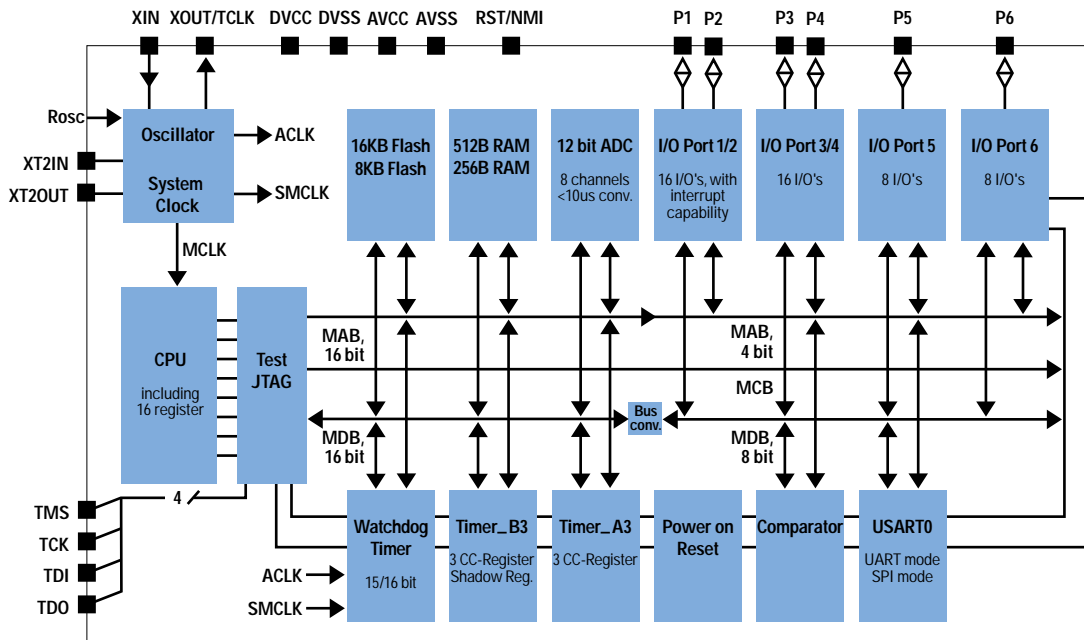 XIN
XOUT/TCLK
DVCC
DVSS
AVCC
AVSS
RST/NMI
P1
P2
P3
P4
P5
P6
Rosc
XT2IN
XT2OUT
Oscillator
System
Clock
ACLK
SMCLK
MCLK
16KB Flash
8KB Flash
512B RAM
256B RAM
12 bit ADC
8 channels
<10us conv.
I/O Port 1/2
16 I/O's, with
interrupt
capability
I/O Port 3/4
16 I/O's
I/O Port 5
8 I/O's
I/O Port 6
8 I/O's
CPU
including
16 register
Test
JTAG
MAB,
16 bit
MAB,
4 bit
MCB
MDB,
16 bit
Bus
conv.
MDB,
8 bit
4
TMS
TCK
TDI
TDO
ACLK
SMCLK
Watchdog
Timer
15/16 bit
Timer_B3
3 CC-Register
Shadow Reg.
Timer_A3
3 CC-Register
Power on
Reset
Comparator
USART0
UART mode
SPI mode